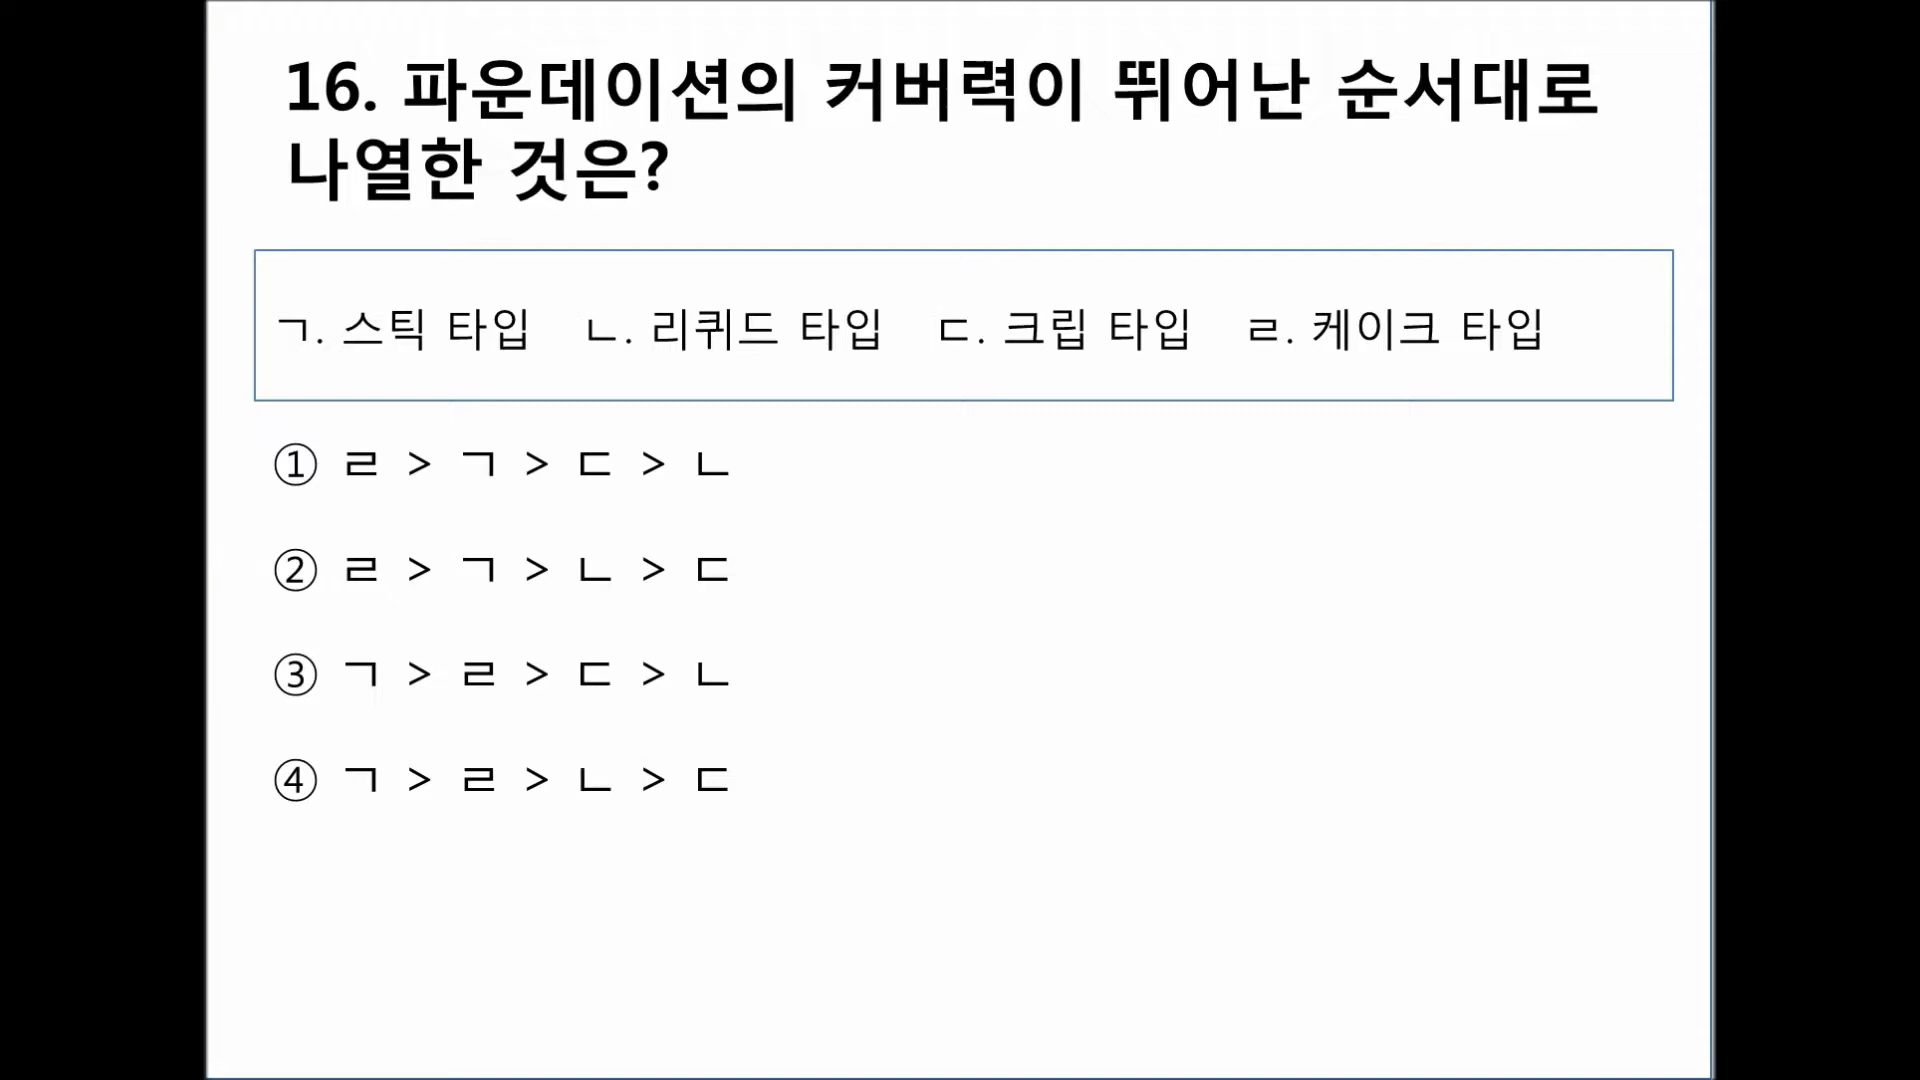 16. 파운데이션의 커버력이 뛰어난 순서대로
나열한 것은?
ㄱ. 스틱 타입 ㄴ. 리퀴드 타입 ㄷ. 크립 타입 ㄹ. 케이크 타입
① ㄹ > ㄱ > ㄷ > ㄴ
② ㄹ > ㄱ > ㄴ > ㄷ
③ ㄱ > ㄹ > ㄷ > ㄴ
④ ㄱ > ㄹ > ㄴ > ㄷ